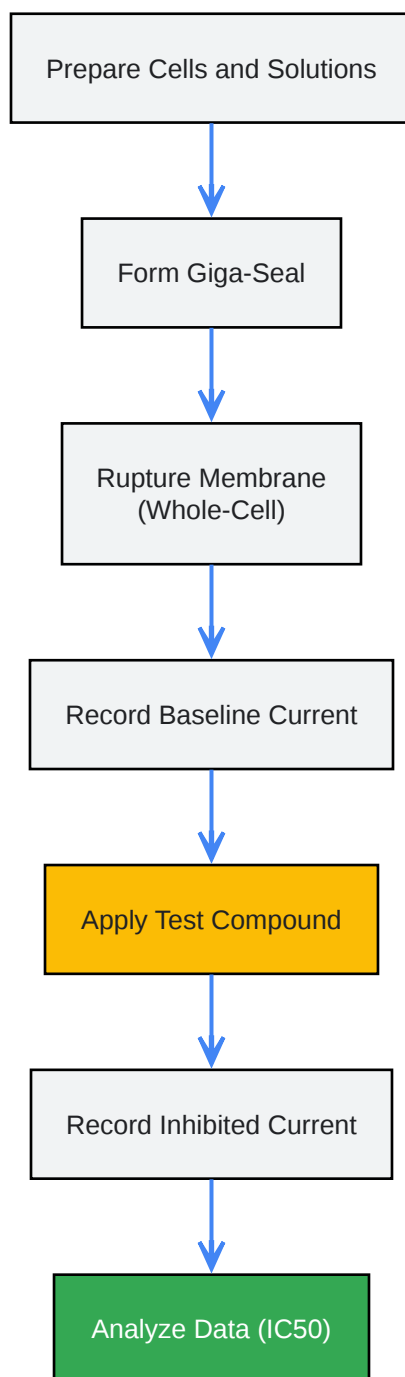 Prepare Cells and Solutions
Form Giga-Seal
Rupture Membrane
(Whole-Cell)
Record Baseline Current
Apply Test Compound
Record Inhibited Current
Analyze Data (IC50)